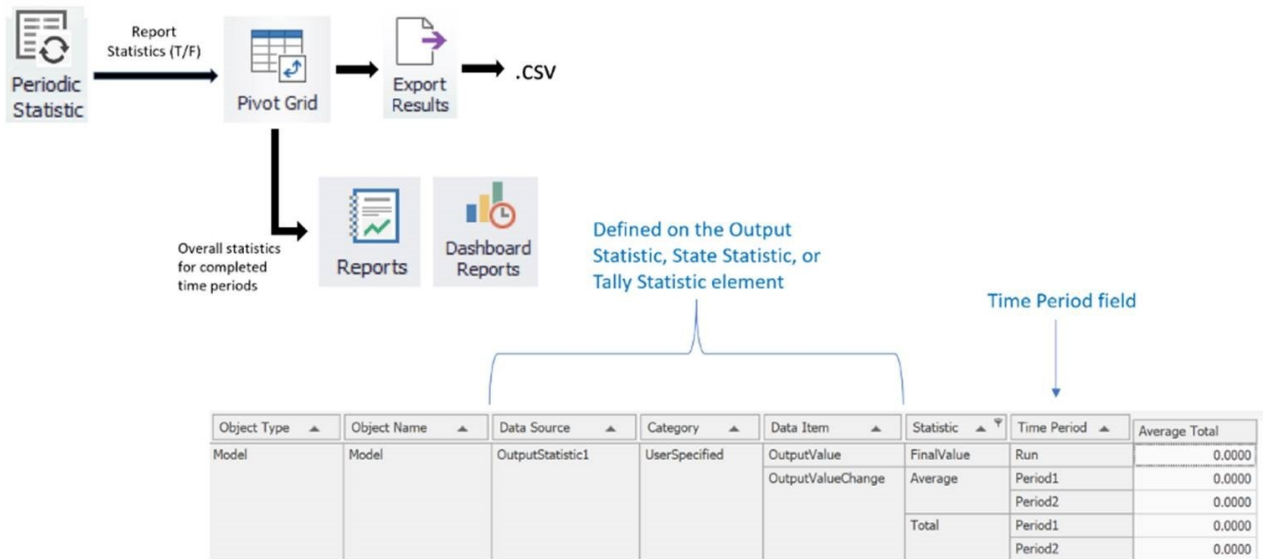 Report
Statistics (T/F)
Periodic
Statistic
Pivot Grid
Export
Results
.csv
Overall statistics
for completed
time periods
Reports
Dashboard
Reports
Defined on the Output
Statistic, State Statistic, or
Tally Statistic element
Time Period field
Object Type Object Name Data Source Category Data Item Statistic Time Period Average Total
Model Model OutputStatistic1 UserSpecified OutputValue FinalValue Run 0.0000
OutputValueChange Average Period1 0.0000
Period2 0.0000
Total Period1 0.0000
Period2 0.0000